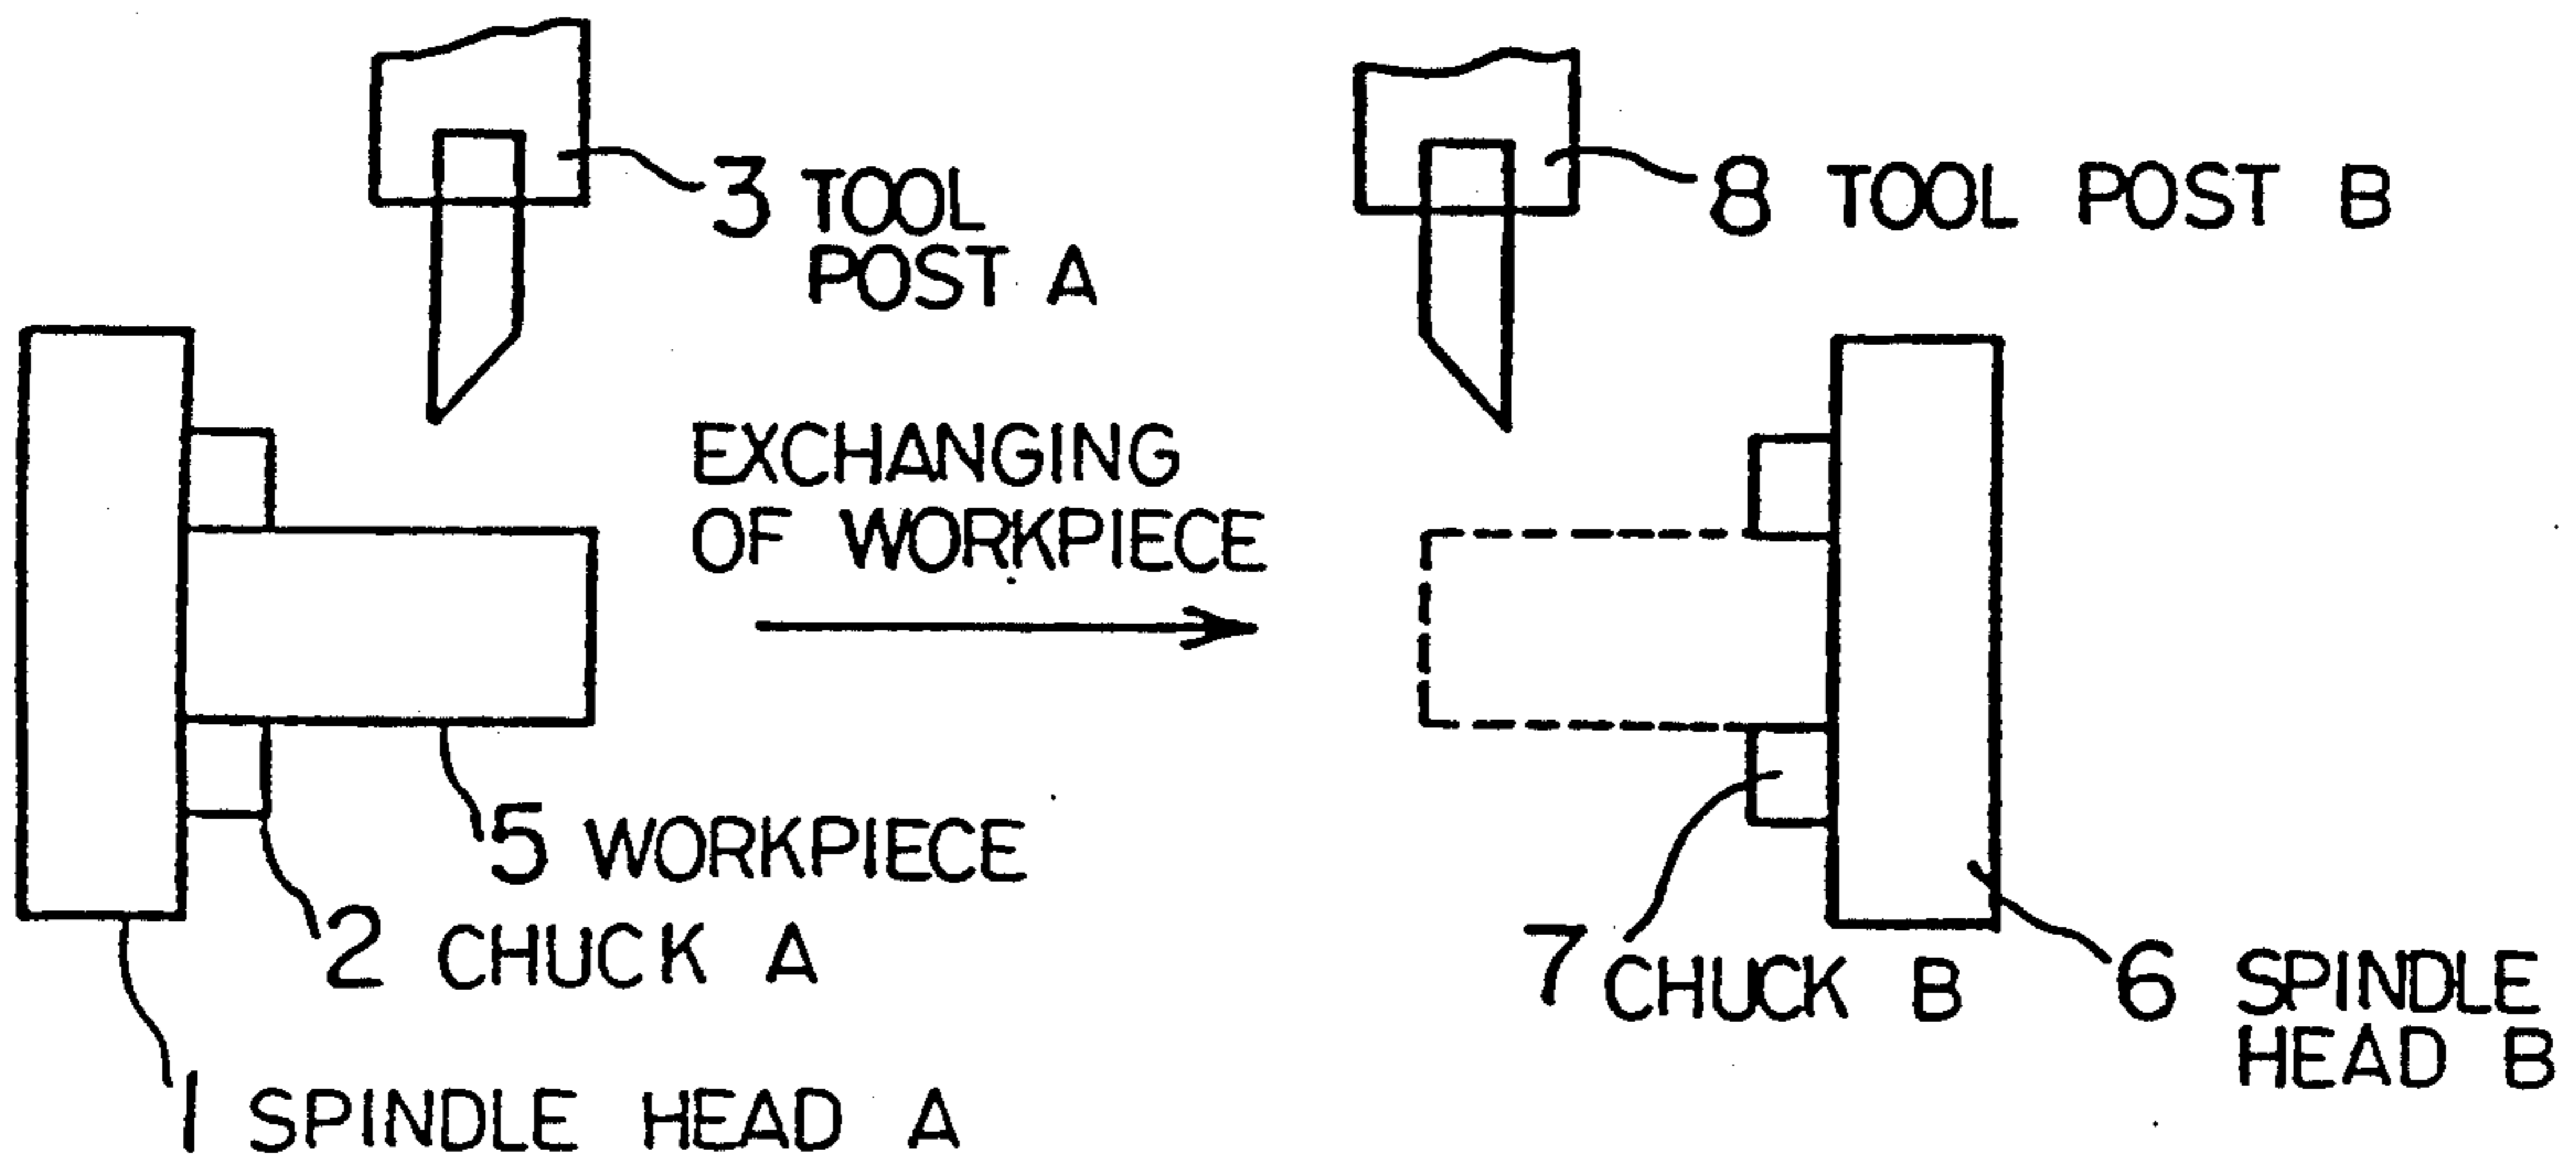 3 TOOL
POST A
8 TOOL POST B
EXCHANGING
OF WORKPIECE
5 WORKPIECE
2 CHUCK A
1 SPINDLE HEAD A
7 CHUCK B
6 SPINDLE
HEAD B